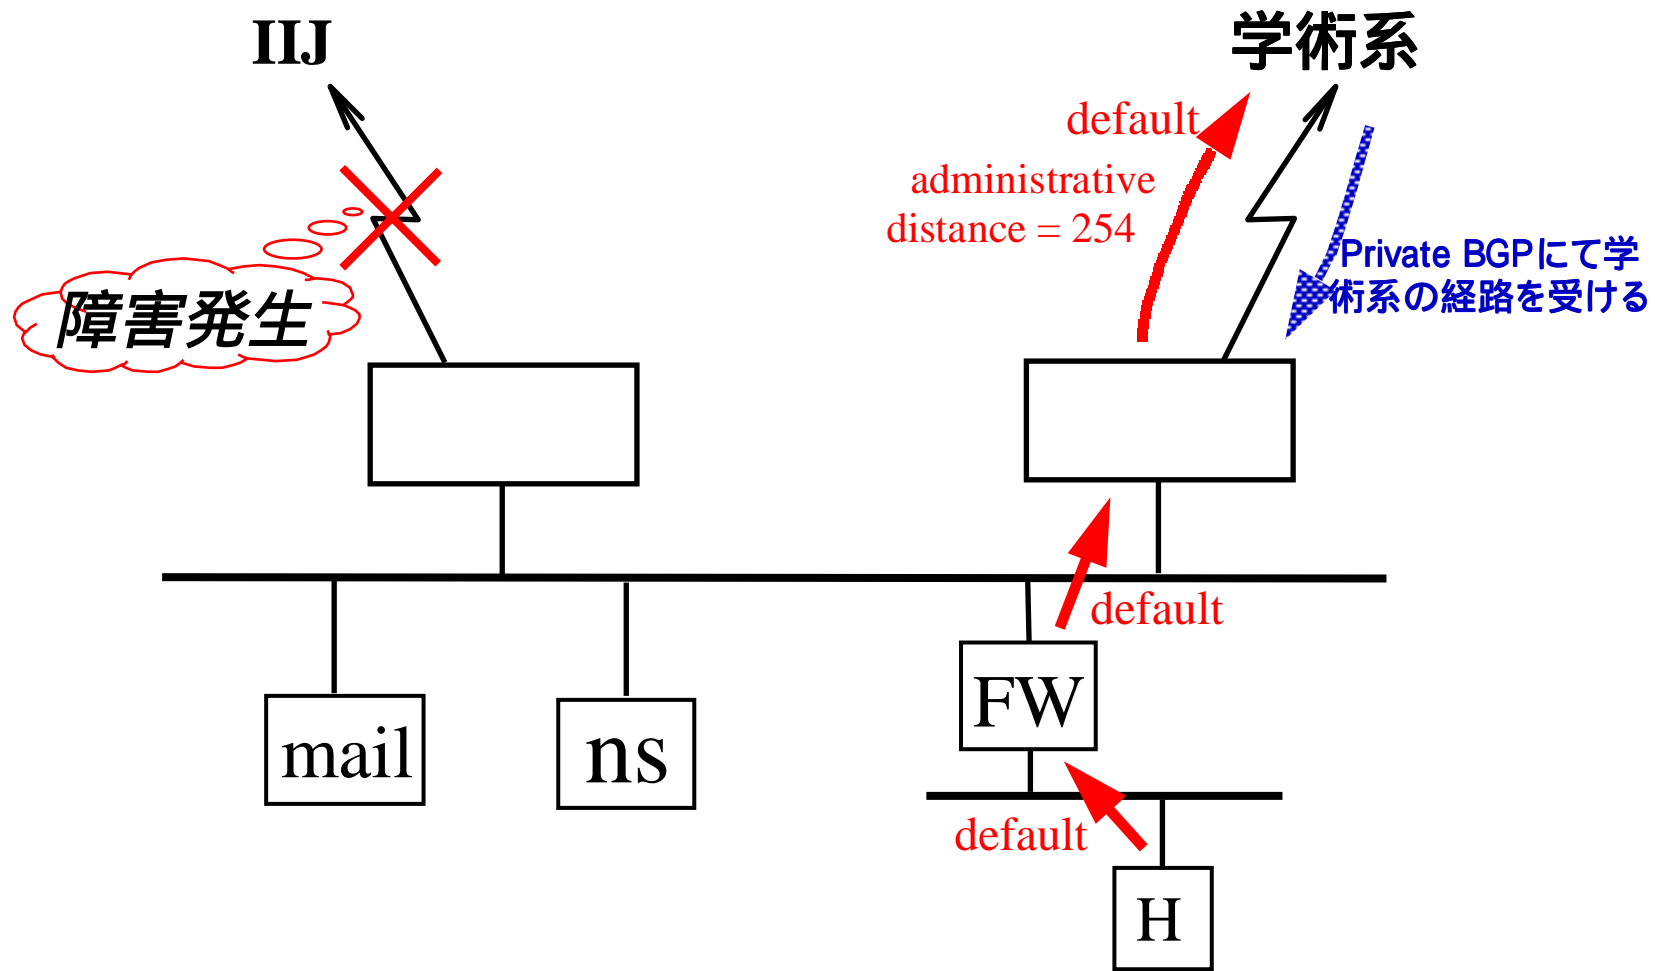 IIJ
学術系
default
administrative
distance = 254
Private BGPにて学
術系の経路を受ける
障害発生
default
FW
mail
ns
default
H